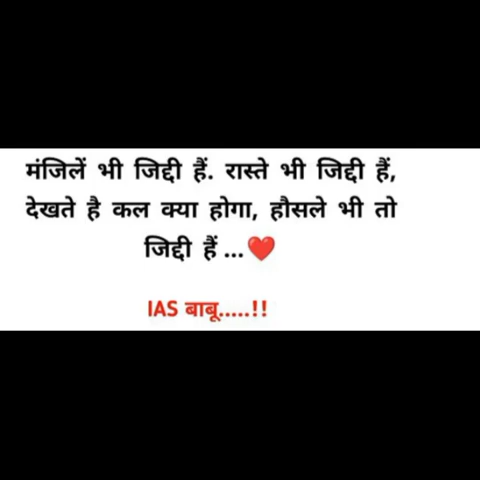 मंजिलें भी जिद्दी हैं. रास्ते भी जिद्दी हैं,
देखते है कल क्या होगा, हौसले भी तो
जिद्दी हैं ...❤️
IAS बाबू.....!!